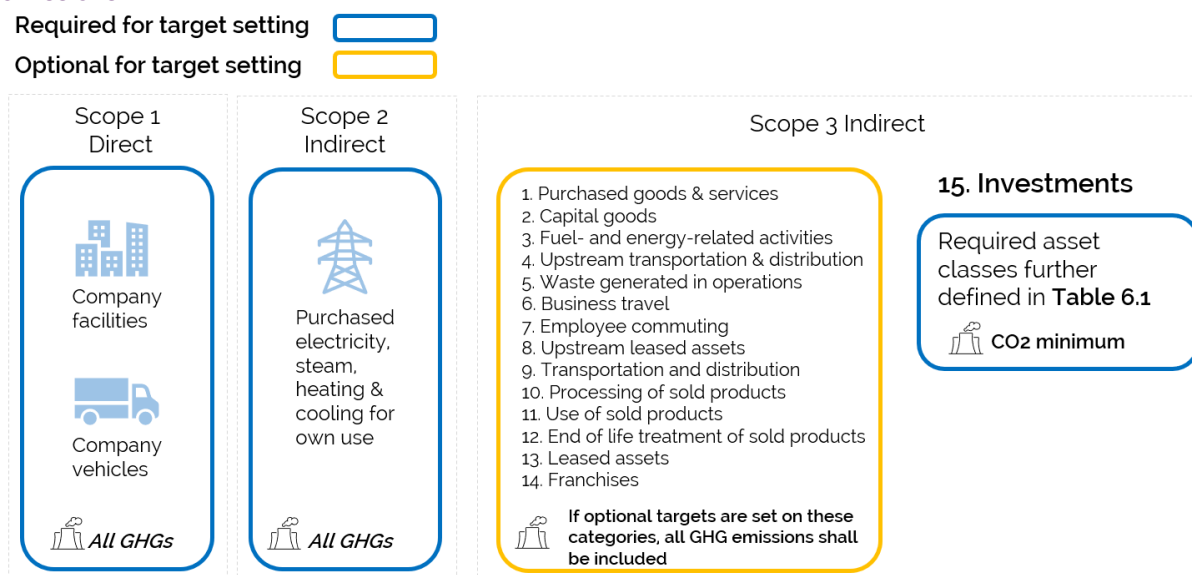 Required for target setting
Optional for target setting
Scope 1
Direct
Company
facilities
Company
vehicles
All GHGs
Scope 2
Indirect
Purchased
electricity,
steam,
heating &
cooling for
own use
All GHGs
Scope 3 Indirect
1. Purchased goods & services
2. Capital goods
3. Fuel- and energy-related activities
4. Upstream transportation & distribution
5. Waste generated in operations
6. Business travel
7. Employee commuting
8. Upstream leased assets
9. Transportation and distribution
10. Processing of sold products
11. Use of sold products
12. End of life treatment of sold products
13. Leased assets
14. Franchises
If optional targets are set on these
categories, all GHG emissions shall
be included
15. Investments
Required asset
classes further
defined in Table 6.1
CO2 minimum